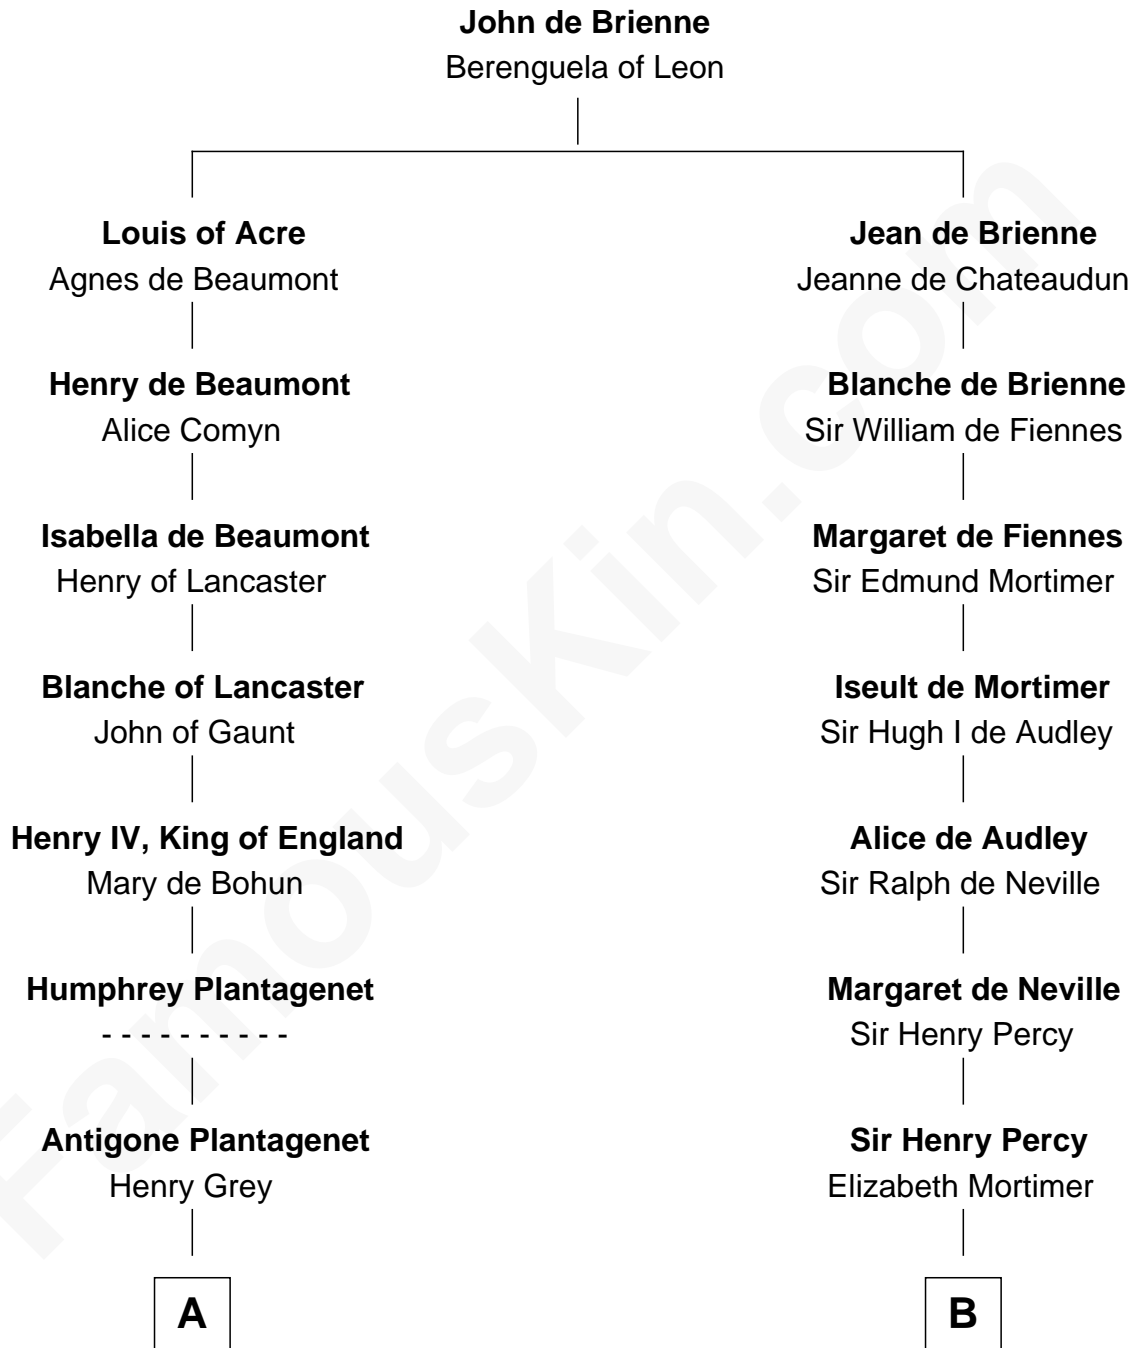 John de Brienne
Berenguela of Leon
Louis of Acre
Agnes de Beaumont
Jean de Brienne
Jeanne de Chateaudun
Henry de Beaumont
Alice Comyn
Blanche de Brienne
Sir William de Fiennes
Isabella de Beaumont
Henry of Lancaster
Margaret de Fiennes
Sir Edmund Mortimer
Blanche of Lancaster
John of Gaunt
Iseult de Mortimer
Sir Hugh I de Audley
Henry IV, King of England
Mary de Bohun
Alice de Audley
Sir Ralph de Neville
Humphrey Plantagenet
- - - - - - - - - -
Margaret de Neville
Sir Henry Percy
Antigone Plantagenet
Henry Grey
Sir Henry Percy
Elizabeth Mortimer
A
B
FamousKin.com